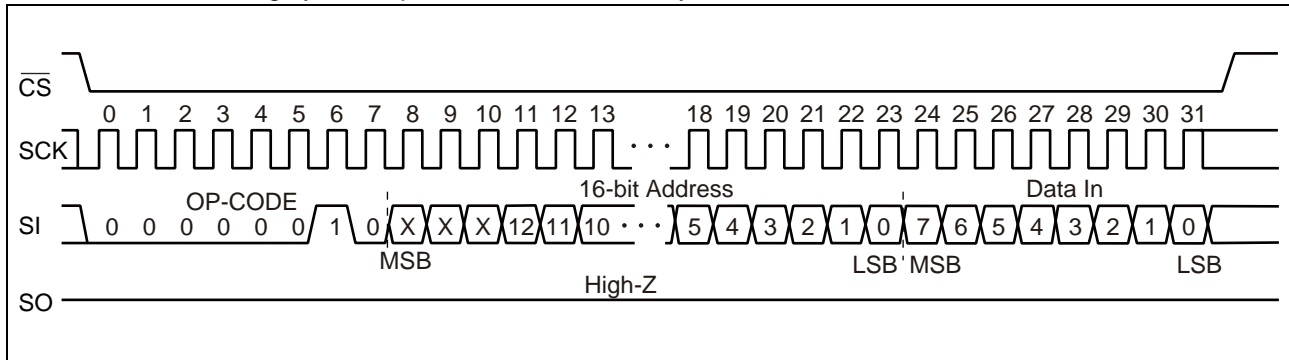 CS
0 1 2 3 4 5 6 7 8 9 10 11 12 13 18 19 20 21 22 23 24 25 26 27 28 29 30 31
SCK ···
OP-CODE 16-bit Address Data In
SI 0 0 0 0 0 0 1 0 X X X 12 11 10 ··· 5 4 3 2 1 0 7 6 5 4 3 2 1 0
MSB LSB MSB LSB
High-Z
SO